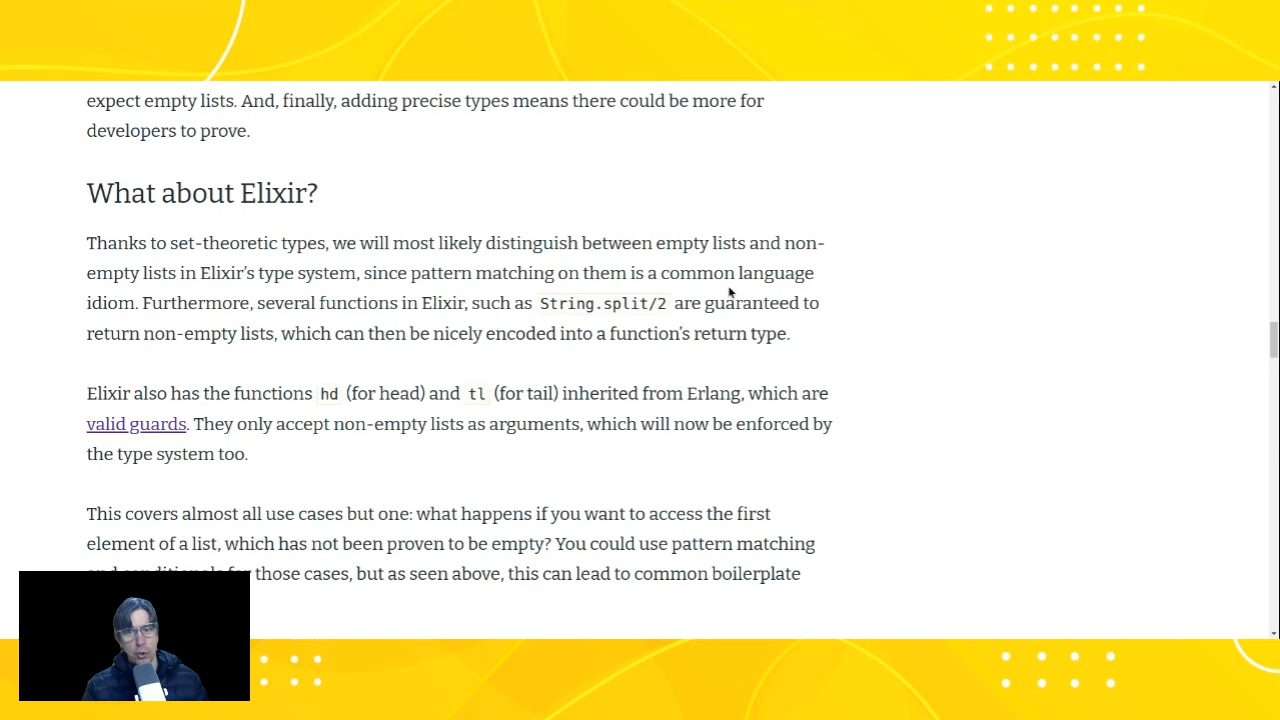 expect empty lists. And, finally, adding precise types means there could be more for
developers to prove.
What about Elixir?
Thanks to set-theoretic types, we will most likely distinguish between empty lists and non-
empty lists in Elixir’s type system, since pattern matching on them is a common language
idiom. Furthermore, several functions in Elixir, such as String.split/2 are guaranteed to
return non-empty lists, which can then be nicely encoded into a function’s return type.
Elixir also has the functions hd (for head) and tl (for tail) inherited from Erlang, which are
valid guards. They only accept non-empty lists as arguments, which will now be enforced by
the type system too.
This covers almost all use cases but one: what happens if you want to access the first
element of a list, which has not been proven to be empty? You could use pattern matching
and conditionals for those cases, but as seen above, this can lead to common boilerplate